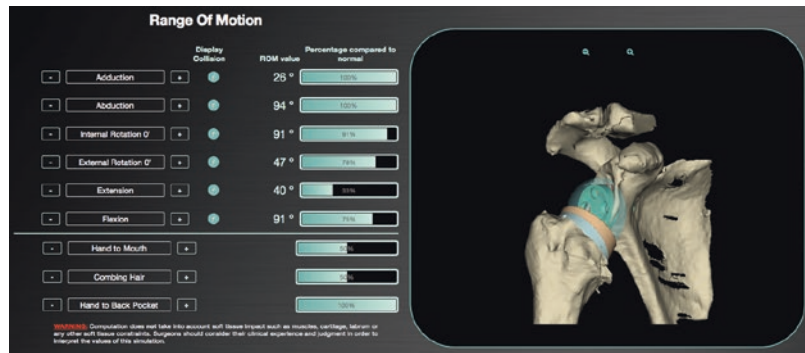 Range Of Motion
Display Collision
ROM value
Percentage compared to normal
- Adduction + 26 ° 100%
- Abduction + 94 ° 100%
- Internal Rotation 0° + 91 ° 91%
- External Rotation 0° + 47 ° 78%
- Extension + 40 °
- Flexion + 91 °
- Hand to Mouth + 50%
- Combing Hair + 50%
- Hand to Back Pocket + 100%
WARNING: Computation does not take into account soft tissue impact such as muscles, cartilage, labrum or
any other soft tissue constraints. Surgeons should consider their clinical experience and judgment in order to
interpret the values of this simulation.